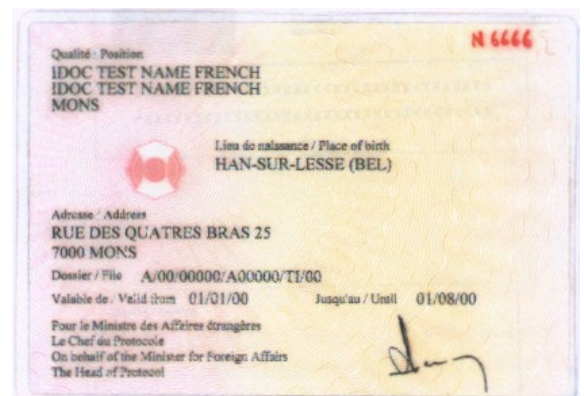 N 6666
Qualité / Position
IDOC TEST NAME FRENCH
IDOC TEST NAME FRENCH
MONS
Lieu de naissance / Place of birth
HAN-SUR-LESSE (BEL)
Adresse / Address
RUE DES QUATRES BRAS 25
7000 MONS
Dossier / File A/00/00000/A00000/TI/00
Valable de / Valid from 01/01/00 Jusqu'au / Until 01/08/00
Pour le Ministre des Affaires étrangères
Le Chef du Protocole
On behalf of the Minister for Foreign Affairs
The Head of Protocol